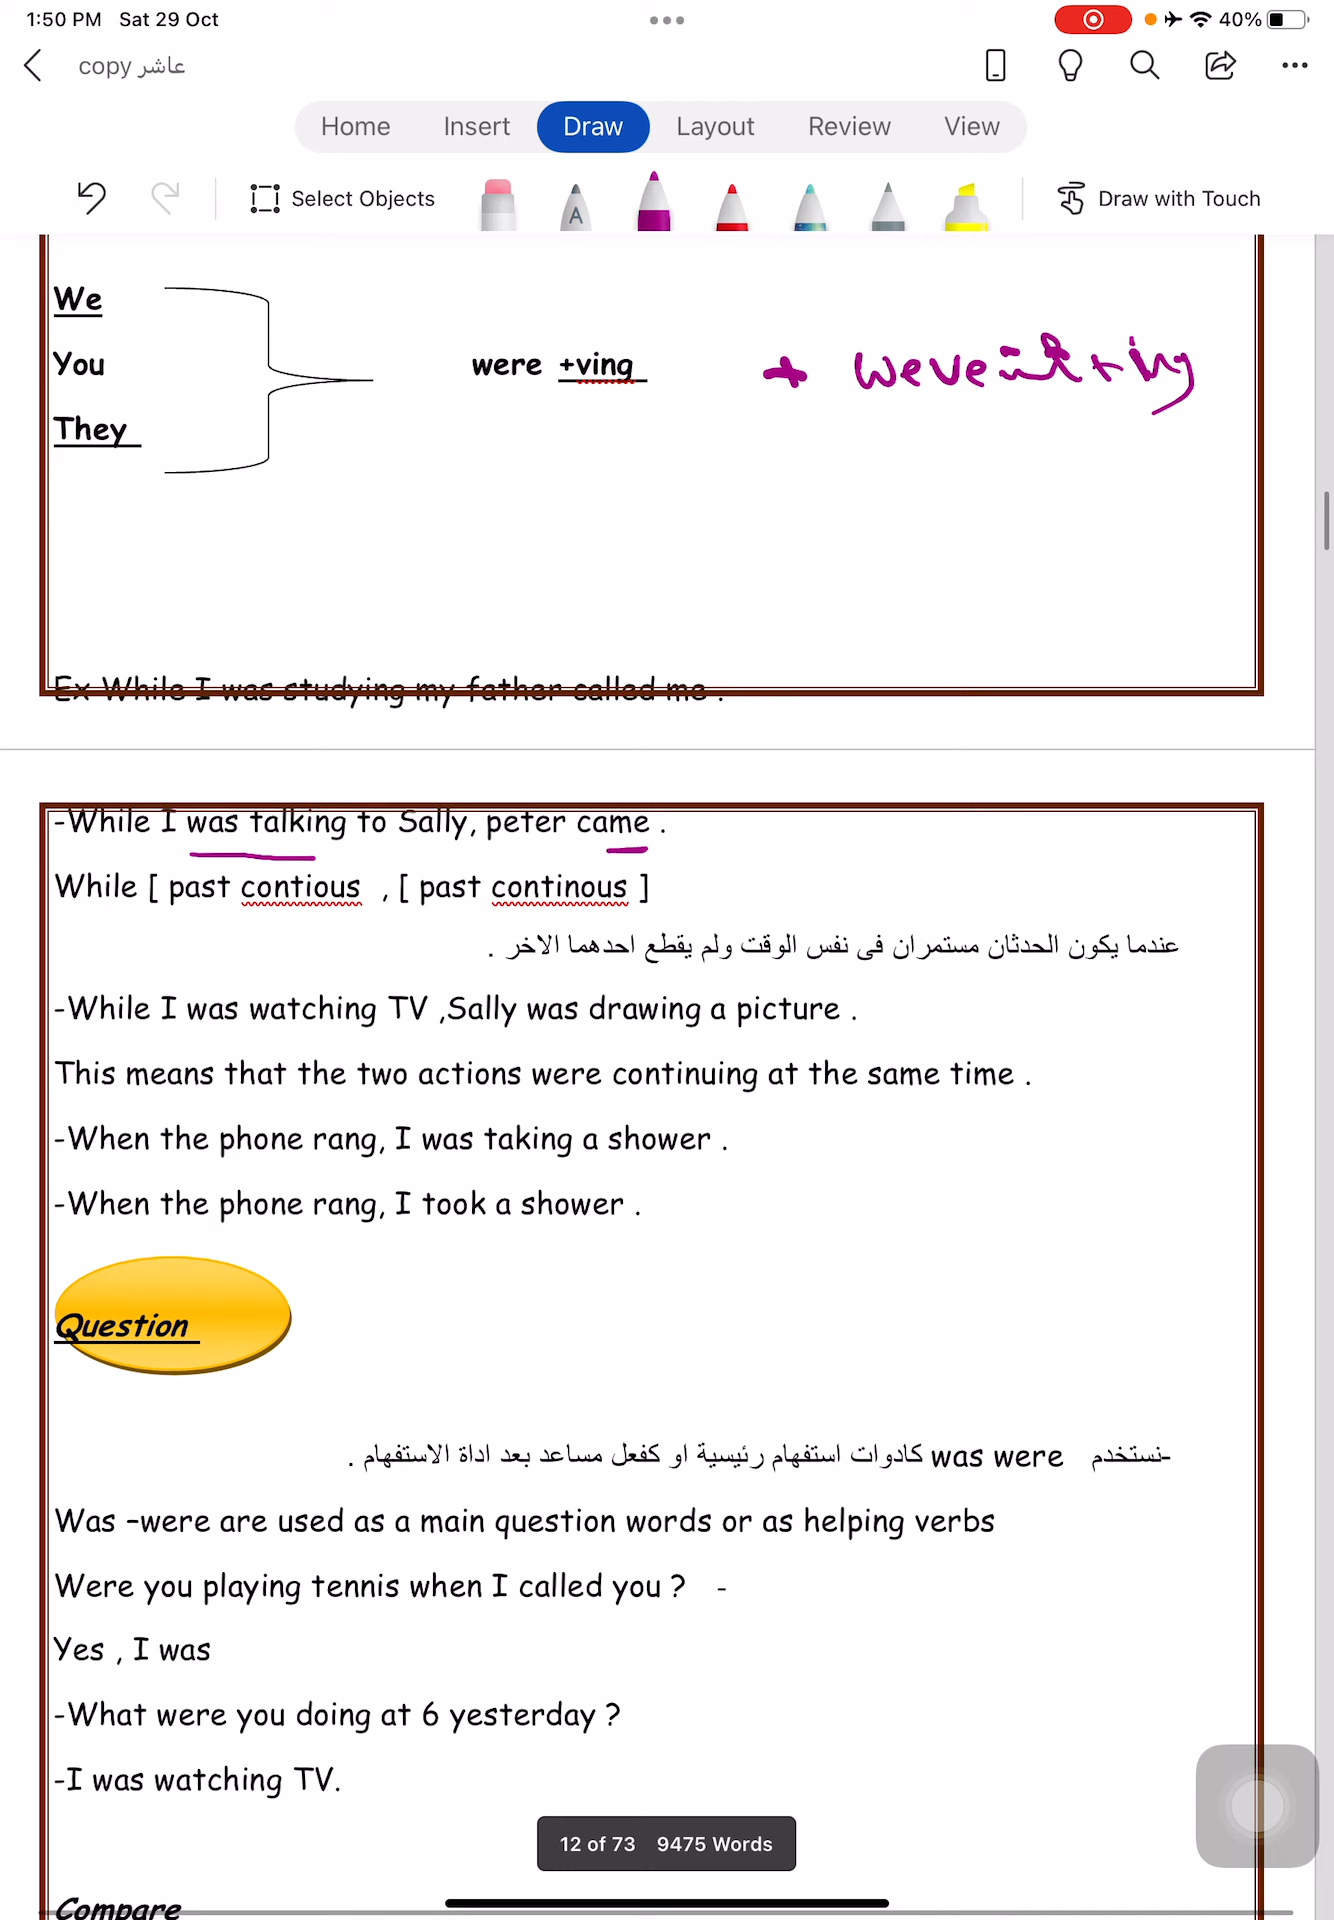 1:50 PM Sat 29 Oct
40%
copy عاشر
Home Insert Draw Layout Review View
Select Objects
A
Draw with Touch
We
You
They
were +ving
+
Ex While I was studying my father called me .
-While I was talking to Sally, peter came .
While [ past contious , [ past continous ]
عندما يكون الحدثان مستمران فى نفس الوقت ولم يقطع احدهما الاخر .
-While I was watching TV ,Sally was drawing a picture .
This means that the two actions were continuing at the same time .
-When the phone rang, I was taking a shower .
-When the phone rang, I took a shower .
Question
-نستخدم was were كادوات استفهام رئيسية او كفعل مساعد بعد اداة الاستفهام .
Was –were are used as a main question words or as helping verbs
Were you playing tennis when I called you ? -
Yes , I was
-What were you doing at 6 yesterday ?
-I was watching TV.
12 of 73 9475 Words
Compare